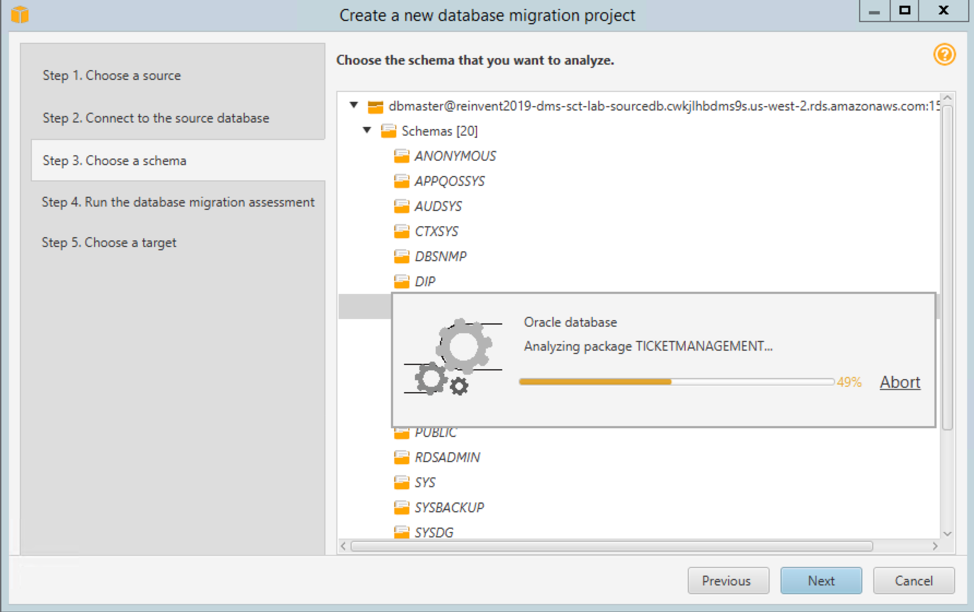 Create a new database migration project
Step 1. Choose a source
Step 2. Connect to the source database
Step 3. Choose a schema
Step 4. Run the database migration assessment
Step 5. Choose a target
Choose the schema that you want to analyze.
dbmaster@reinvent2019-dms-sct-lab-sourcedb.cwkjlhbdms9s.us-west-2.rds.amazonaws.com:15
Schemas [20]
ANONYMOUS
APPQOSSYS
AUDSYS
CTXSYS
DBSNMP
DIP
Oracle database
Analyzing package TICKETMANAGEMENT...
49%
Abort
PUBLIC
RDSADMIN
SYS
SYSBACKUP
SYSDG
Previous
Next
Cancel